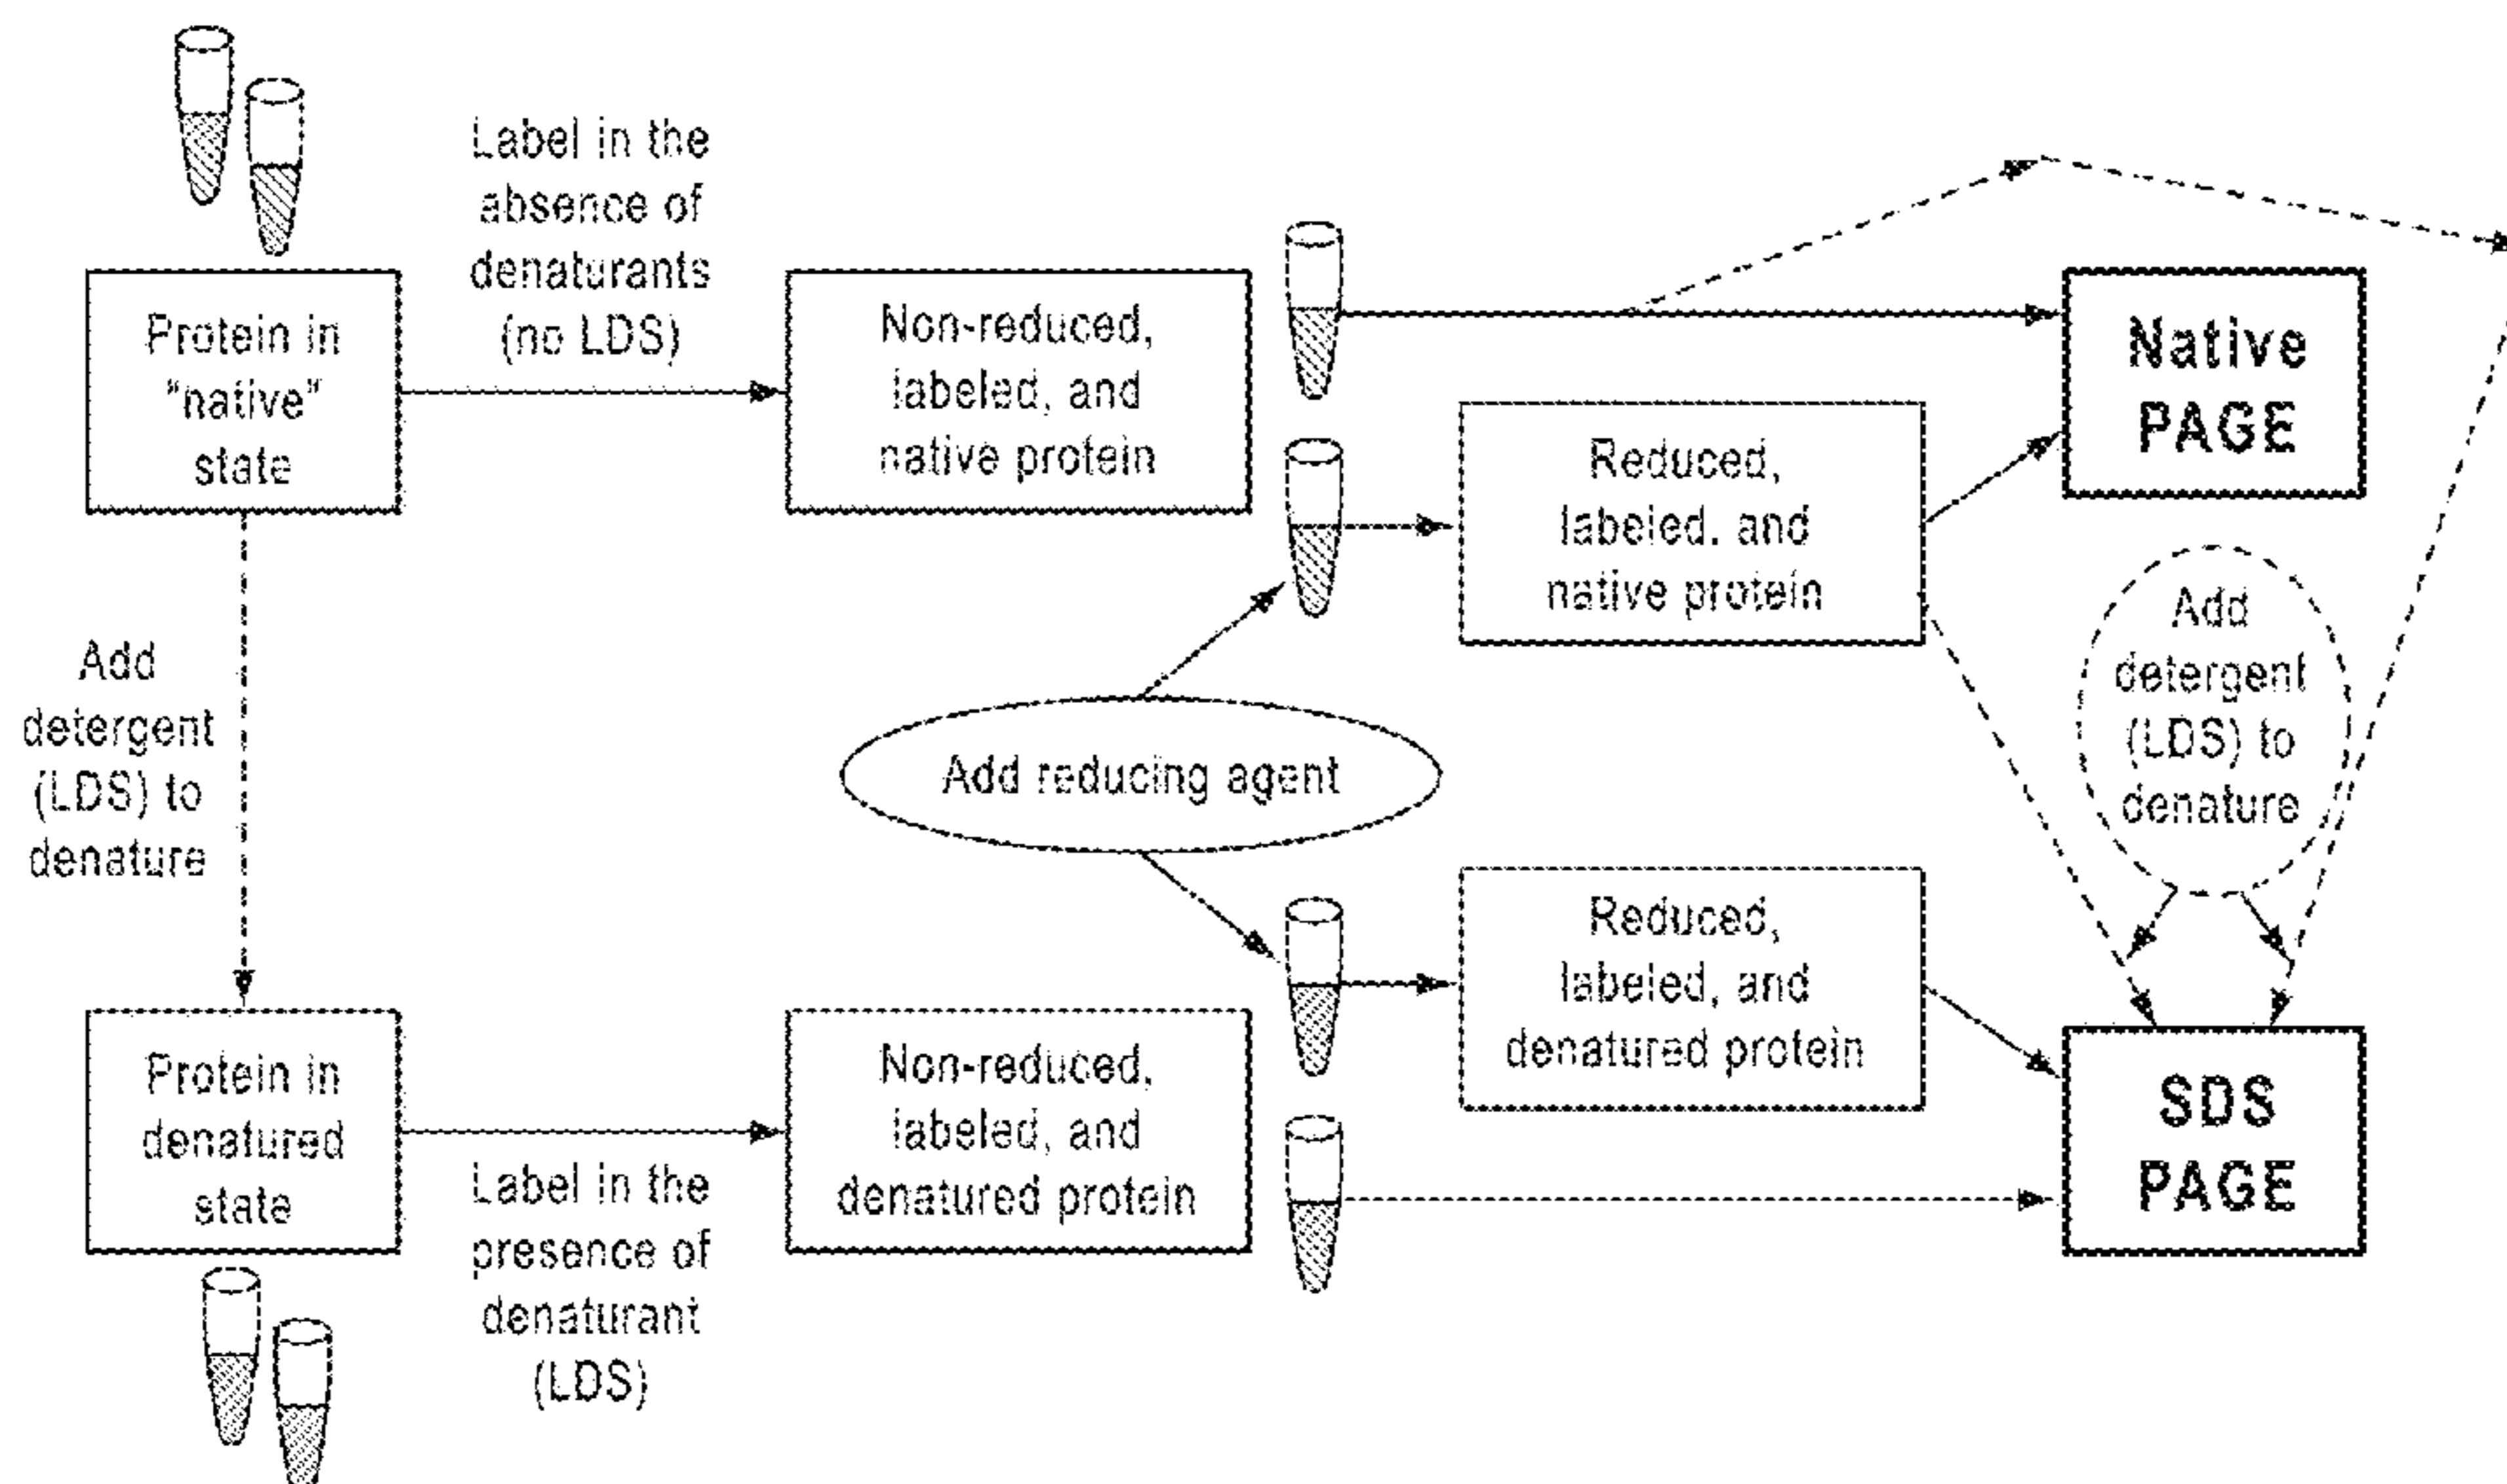 Label in the
absence of
denaturants
(no LDS)
Protein in
"native"
state
Non-reduced,
labeled, and
native protein
Native
PAGE
Reduced,
labeled. and
native protein
Add
detergent
(LDS) to
denature
Add
detergent
(LDS) to
denature
Add reducing agent
Reduced,
labeled, and
denatured protein
Protein in
denatured
state
Non-reduced,
labeled, and
denatured protein
SDS
PAGE
Label in the
presence of
denaturant
(LDS)